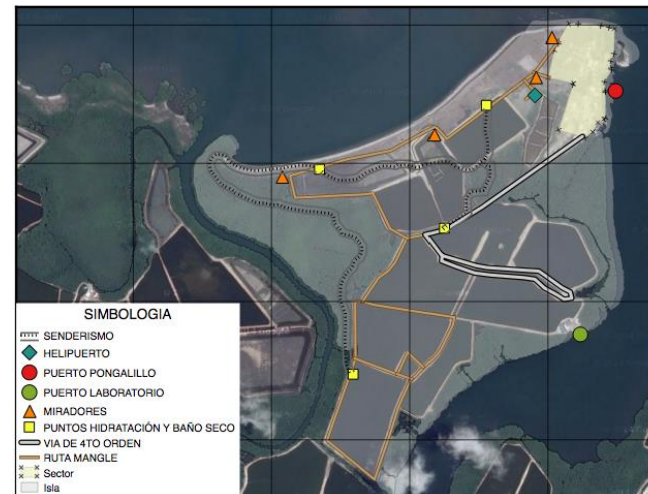 SIMBOLOGIA
SENDERISMO
HELIPUERTO
PUERTO PONGALILLO
PUERTO LABORATORIO
MIRADORES
PUNTOS HIDRATACIÓN Y BAÑO SECO
VIA DE 4TO ORDEN
RUTA MANGLE
Sector
Isla